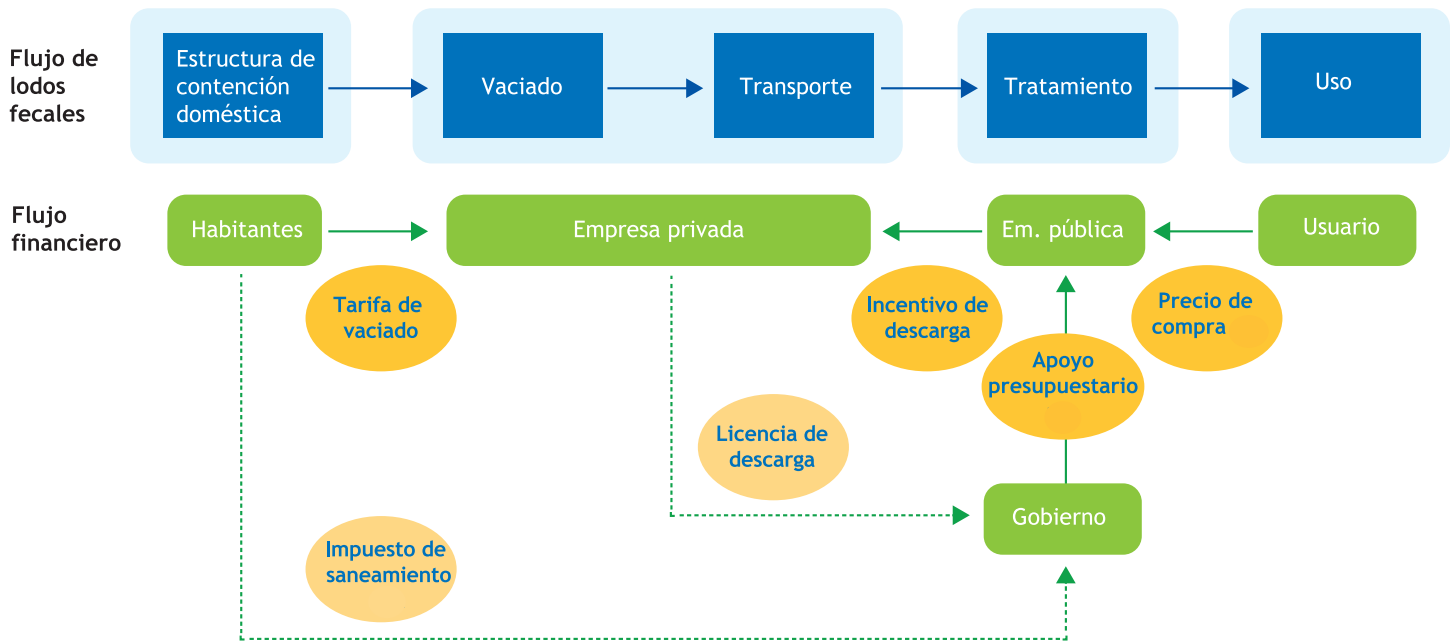 Flujo de
lodos
fecales
Estructura de
contención
doméstica
Vaciado
Transporte
Tratamiento
Uso
Flujo
financiero
Habitantes
Empresa privada
Em. pública
Usuario
Tarifa de
vaciado
Incentivo de
descarga
Precio de
compra
Apoyo
presupuestario
Licencia de
descarga
Gobierno
Impuesto de
saneamiento